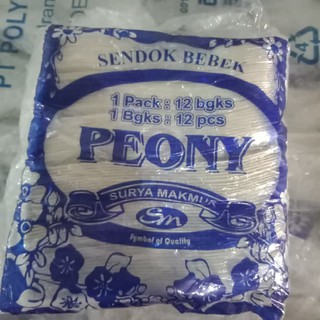 SENDOK BEBEK
1 Pack : 12 bgks
1 Bgks : 12 pcs
PEONY
SURYA MAKMUR
SM
Symbol of Quality
PT POLY
4